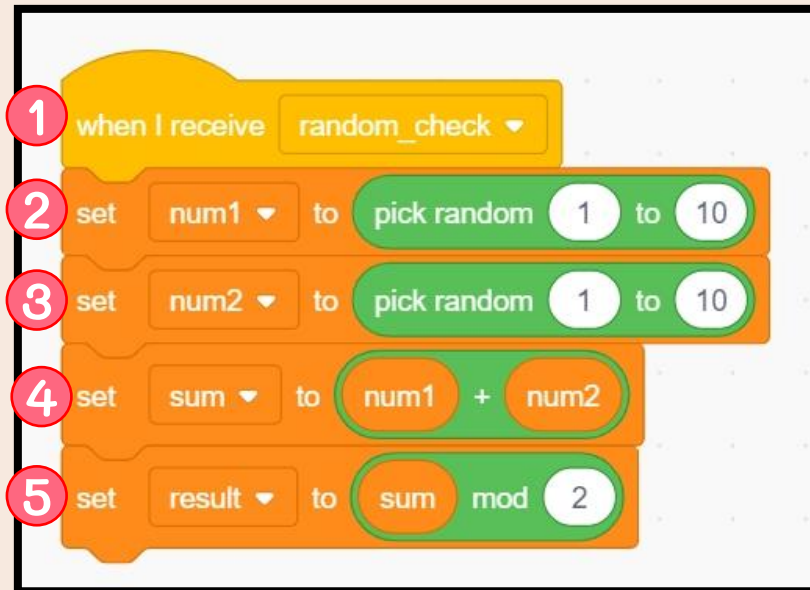 1 when I receive random_check
2 set num1 to pick random 1 to 10
3 set num2 to pick random 1 to 10
4 set sum to num1 + num2
5 set result to sum mod 2